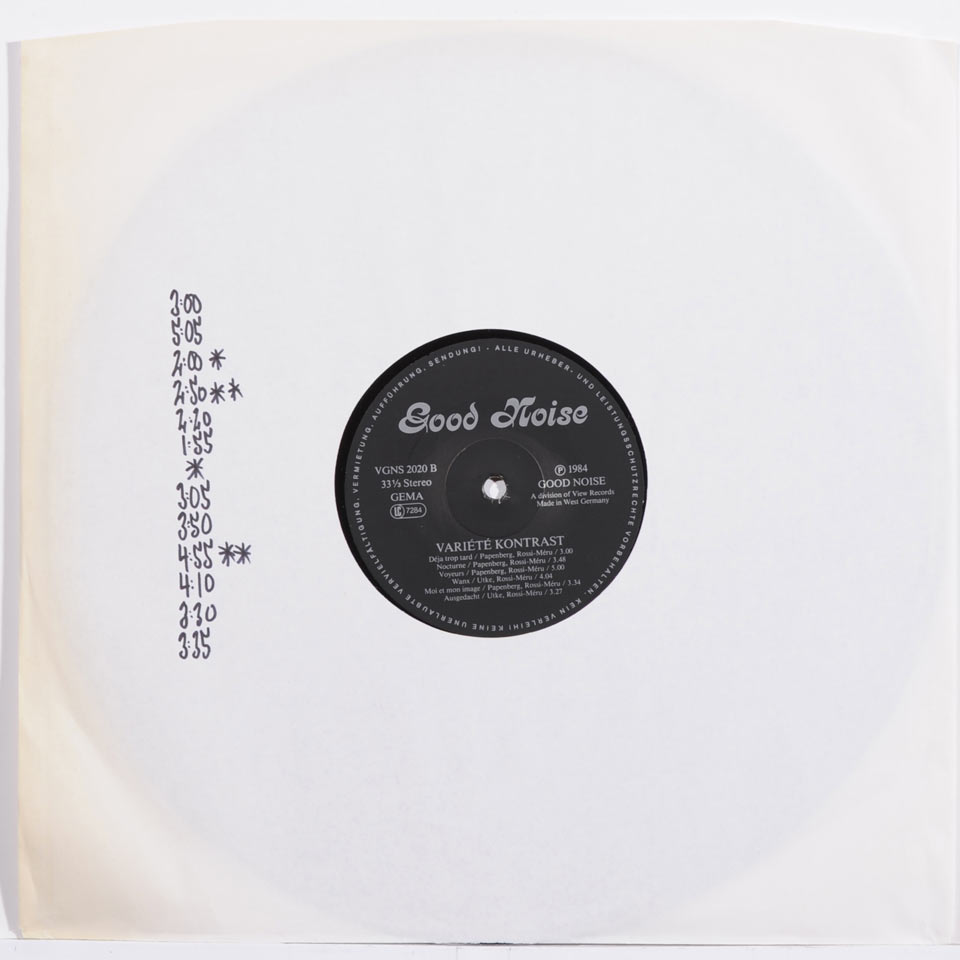 3:00
5:05
2:00 *
2:50 **
2:20
1:55
*
3:05
3:50
4:55 **
4:10
3:30
3:35
ALLE URHEBER- UND LEISTUNGSSCHUTZRECHTE VORBEHALTEN. KEIN VERLEIH! KEINE UNERLAUBTE VERVIELFÄLTIGUNG, VERMIETUNG, AUFFÜHRUNG, SENDUNG! ·
Good Noise
VGNS 2020 B
33⅓ Stereo
GEMA
LC 7284
Ⓟ 1984
GOOD NOISE
A division of View Records
Made in West Germany
VARIÉTÉ KONTRAST
Déja trop tard / Papenberg, Rossi-Méru / 3.00
Nocturne / Papenberg, Rossi-Méru / 3.48
Voyeurs / Papenberg, Rossi-Méru / 5.00
Wans / Utke, Rossi-Méru / 4.04
Moi et mon image / Papenberg, Rossi-Méru / 3.34
Ausgedacht / Utke, Rossi-Méru / 3.27